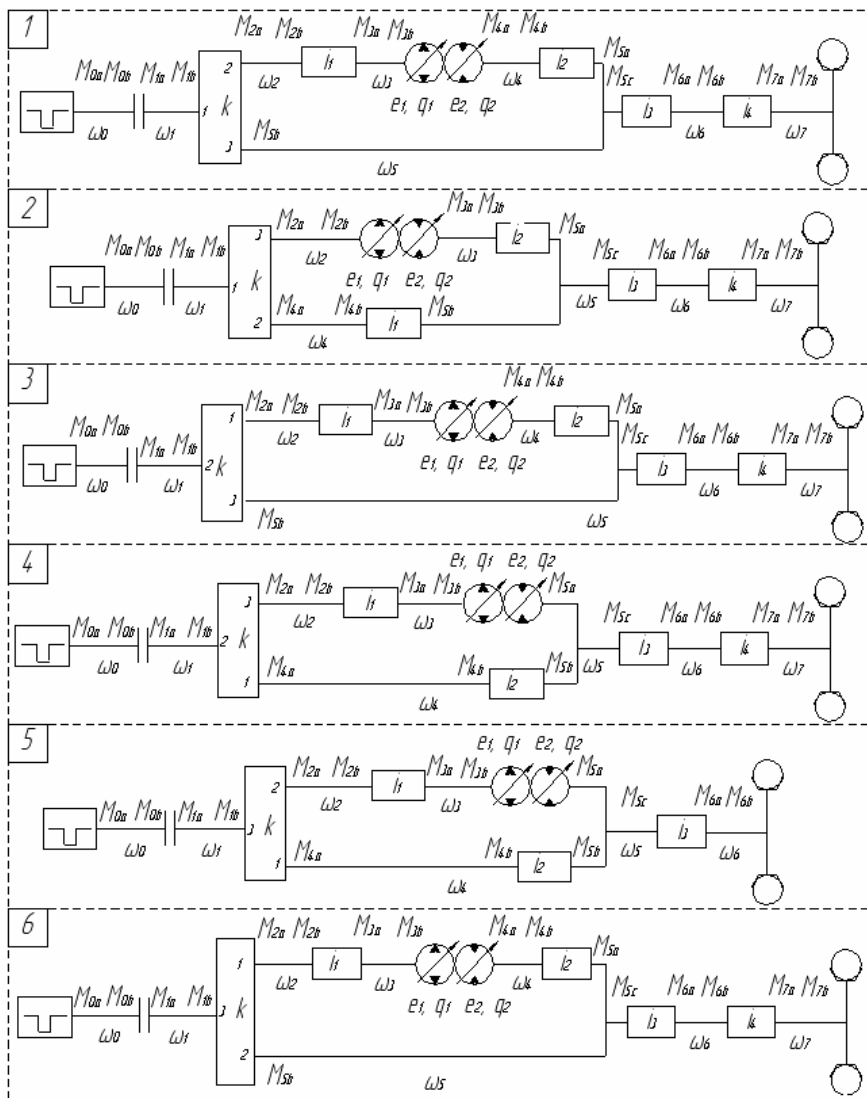 1
M2a M2b M3a M3b M4a M4b
M0a M0b M1a M1b 2 i1 i2 M5a
ω2 ω3 ω4 M5c M6a M6b M7a M7b
1 k e1, q1 e2, q2 i3 i4
ω0 ω1 M5b ω6 ω7
3 ω5
2
M3a M3b
M2a M2b i2 M5a
M0a M0b M1a M1b 3 ω2 ω3 M5c M6a M6b M7a M7b
1 k e1, q1 e2, q2 i3 i4
ω0 ω1 M4a M4b M5b ω5 ω6 ω7
2 ω4 i1
3
M4a M4b
M2a M2b M3a M3b M5a
M0a M0b 1 i1 i2
M1a M1b ω2 ω3 ω4 M5c M6a M6b M7a M7b
2 k e1, q1 e2, q2 i3 i4
ω0 ω1 ω6 ω7
3 M5b ω5
4
e1, q1 e2, q2
M2a M2b M3a M3b M5a
3 i1
M0a M0b M1a M1b ω2 ω3 M5c M6a M6b M7a M7b
2 k i3 i4
ω0 ω1 M4a M4b M5b ω5 ω6 ω7
1 ω4 i2
5
e1, q1 e2, q2
M2a M2b M3a M3b M5a
2 i1
M0a M0b M1a M1b ω2 ω3 M5c M6a M6b
3 k i3
ω0 ω1 M4a M4b M5b ω5 ω6
1 ω4 i2
6
M2a M2b M3a M3b M4a M4b M5a
1 i1 i2
M0a M0b M1a M1b ω2 ω3 ω4 M5c M6a M6b M7a M7b
3 k e1, q1 e2, q2 i3 i4
ω0 ω1 ω6 ω7
2
M5b ω5